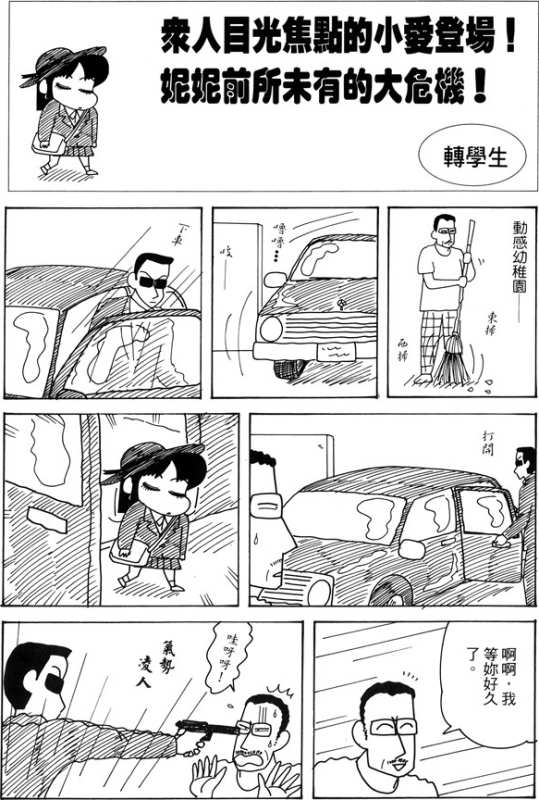 眾人目光焦點的小愛登場！
妮妮前所未有的大危機！
轉學生
動感幼稚園──
東掃
西掃
嚕嚕…
吱
下車
打開
啊啊，我
等妳好久
了。
哇呀呀！
氣勢
凌人